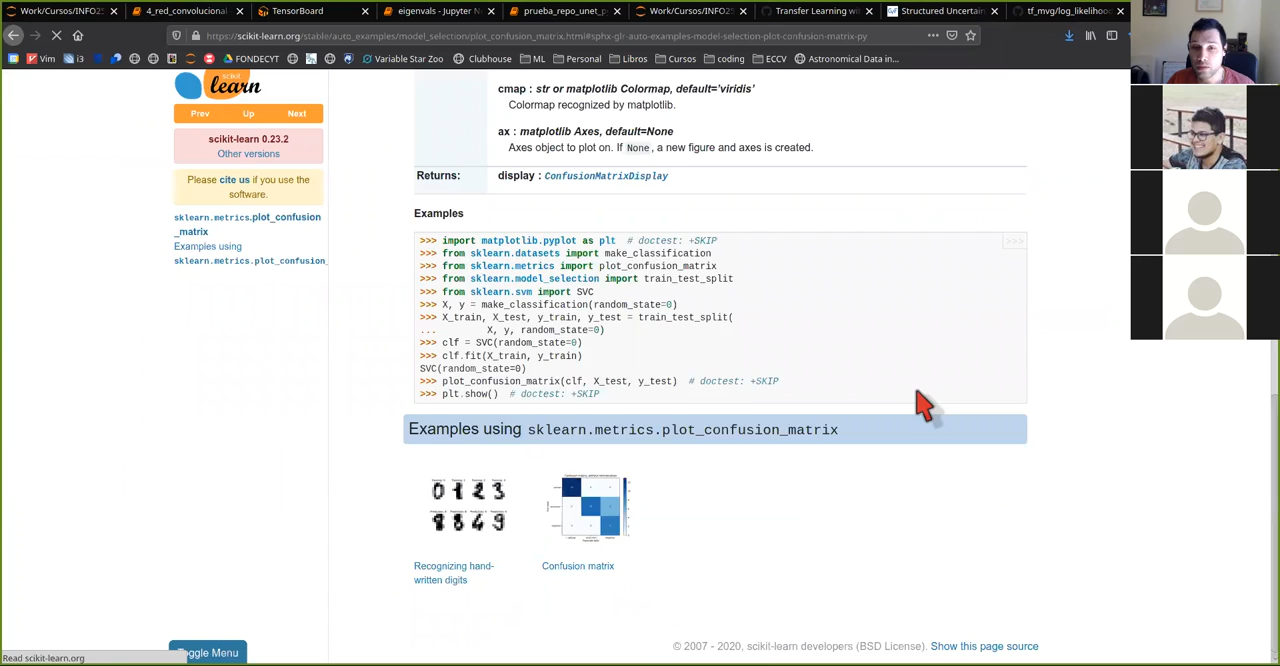 Work/Cursos/INFO25
4_red_convolucional
TensorBoard
eigenvals - Jupyter N
prueba_repo_unet_p
Work/Cursos/INFO25
Transfer Learning wi
Structured Uncertain
tf_mvg/log_likelihood
https://scikit-learn.org/stable/auto_examples/model_selection/plot_confusion_matrix.html#sphx-glr-auto-examples-model-selection-plot-confusion-matrix-py
Vim
i3
FONDECYT
Variable Star Zoo
Clubhouse
ML
Personal
Libros
Cursos
coding
ECCV
Astronomical Data in...
scikit
learn
Prev Up Next
scikit-learn 0.23.2
Other versions
Please cite us if you use the
software.
sklearn.metrics.plot_confusion
_matrix
Examples using
sklearn.metrics.plot_confusion_
cmap : str or matplotlib Colormap, default='viridis'
Colormap recognized by matplotlib.
ax : matplotlib Axes, default=None
Axes object to plot on. If None, a new figure and axes is created.
Returns: display : ConfusionMatrixDisplay
Examples
>>>
>>> import matplotlib.pyplot as plt # doctest: +SKIP
>>> from sklearn.datasets import make_classification
>>> from sklearn.metrics import plot_confusion_matrix
>>> from sklearn.model_selection import train_test_split
>>> from sklearn.svm import SVC
>>> X, y = make_classification(random_state=0)
>>> X_train, X_test, y_train, y_test = train_test_split(
... X, y, random_state=0)
>>> clf = SVC(random_state=0)
>>> clf.fit(X_train, y_train)
SVC(random_state=0)
>>> plot_confusion_matrix(clf, X_test, y_test) # doctest: +SKIP
>>> plt.show() # doctest: +SKIP
Examples using sklearn.metrics.plot_confusion_matrix
0 1 2 3
8 8 4 9
Recognizing hand-
written digits
Confusion matrix
© 2007 - 2020, scikit-learn developers (BSD License). Show this page source
Toggle Menu
Read scikit-learn.org